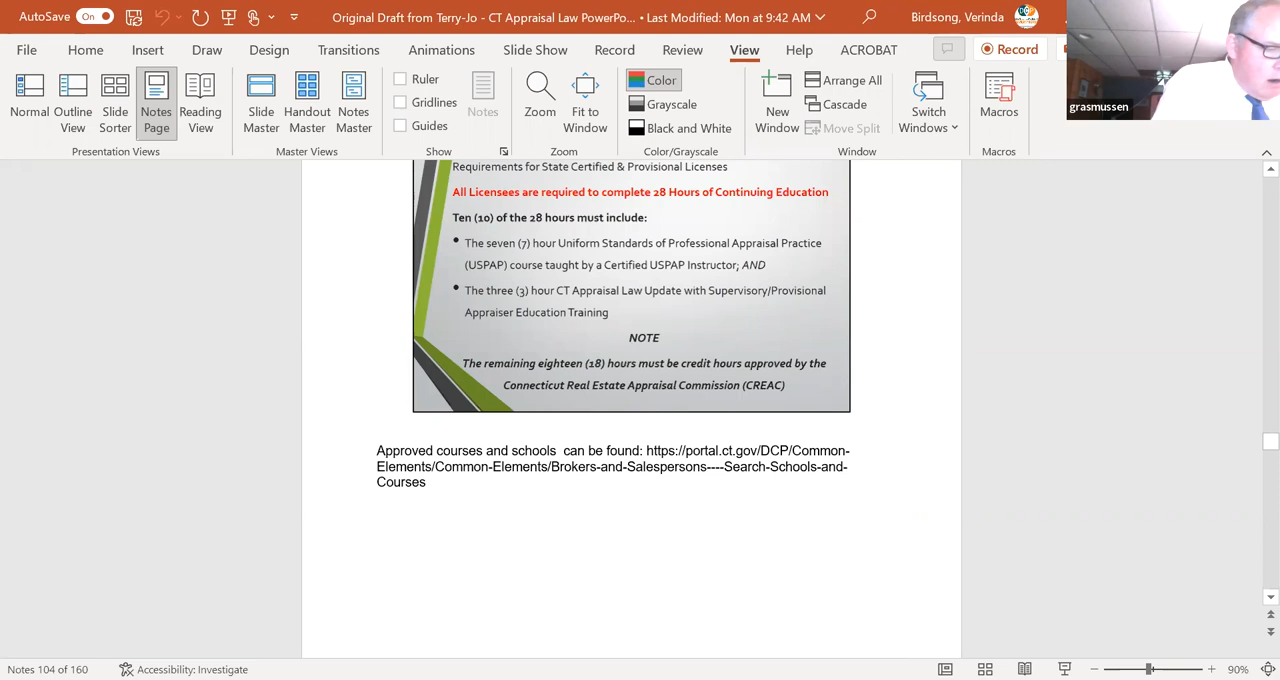 AutoSave On
Original Draft from Terry-Jo - CT Appraisal Law PowerPo... • Last Modified: Mon at 9:42 AM
Birdsong, Verinda
File Home Insert Draw Design Transitions Animations Slide Show Record Review View Help ACROBAT Record
grasmussen
Normal Outline View Slide Sorter Notes Page Reading View
Slide Master Handout Master Notes Master
Ruler
Gridlines
Guides
Notes
Zoom Fit to Window
Color
Grayscale
Black and White
New Window
Arrange All
Cascade
Move Split
Switch Windows
Macros
Presentation Views Master Views Show Zoom Color/Grayscale Window Macros
Requirements for State Certified & Provisional Licenses
All Licensees are required to complete 28 Hours of Continuing Education
Ten (10) of the 28 hours must include:
• The seven (7) hour Uniform Standards of Professional Appraisal Practice
(USPAP) course taught by a Certified USPAP Instructor; AND
• The three (3) hour CT Appraisal Law Update with Supervisory/Provisional
Appraiser Education Training
NOTE
The remaining eighteen (18) hours must be credit hours approved by the
Connecticut Real Estate Appraisal Commission (CREAC)
Approved courses and schools can be found: https://portal.ct.gov/DCP/Common-
Elements/Common-Elements/Brokers-and-Salespersons----Search-Schools-and-
Courses
Notes 104 of 160 Accessibility: Investigate 90%